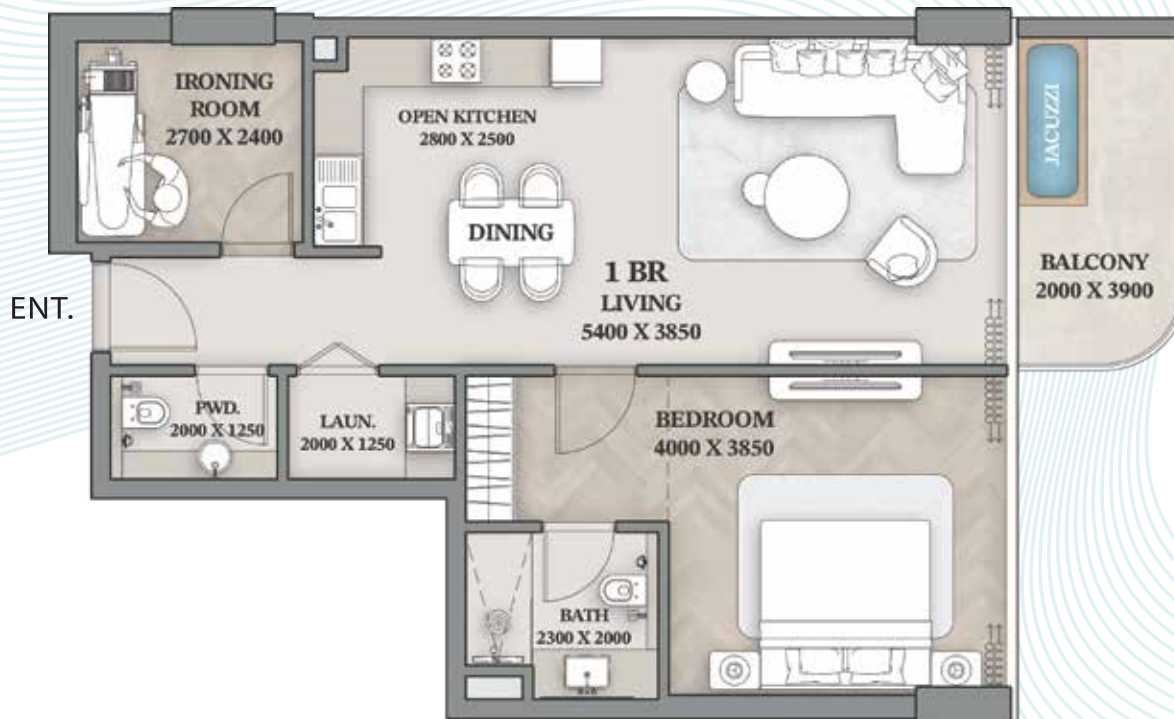 IRONING
ROOM
2700 X 2400
OPEN KITCHEN
2800 X 2500
JACUZZI
DINING
1 BR
LIVING
5400 X 3850
BALCONY
2000 X 3900
ENT.
PWD.
2000 X 1250
LAUN.
2000 X 1250
BEDROOM
4000 X 3850
BATH
2300 X 2000